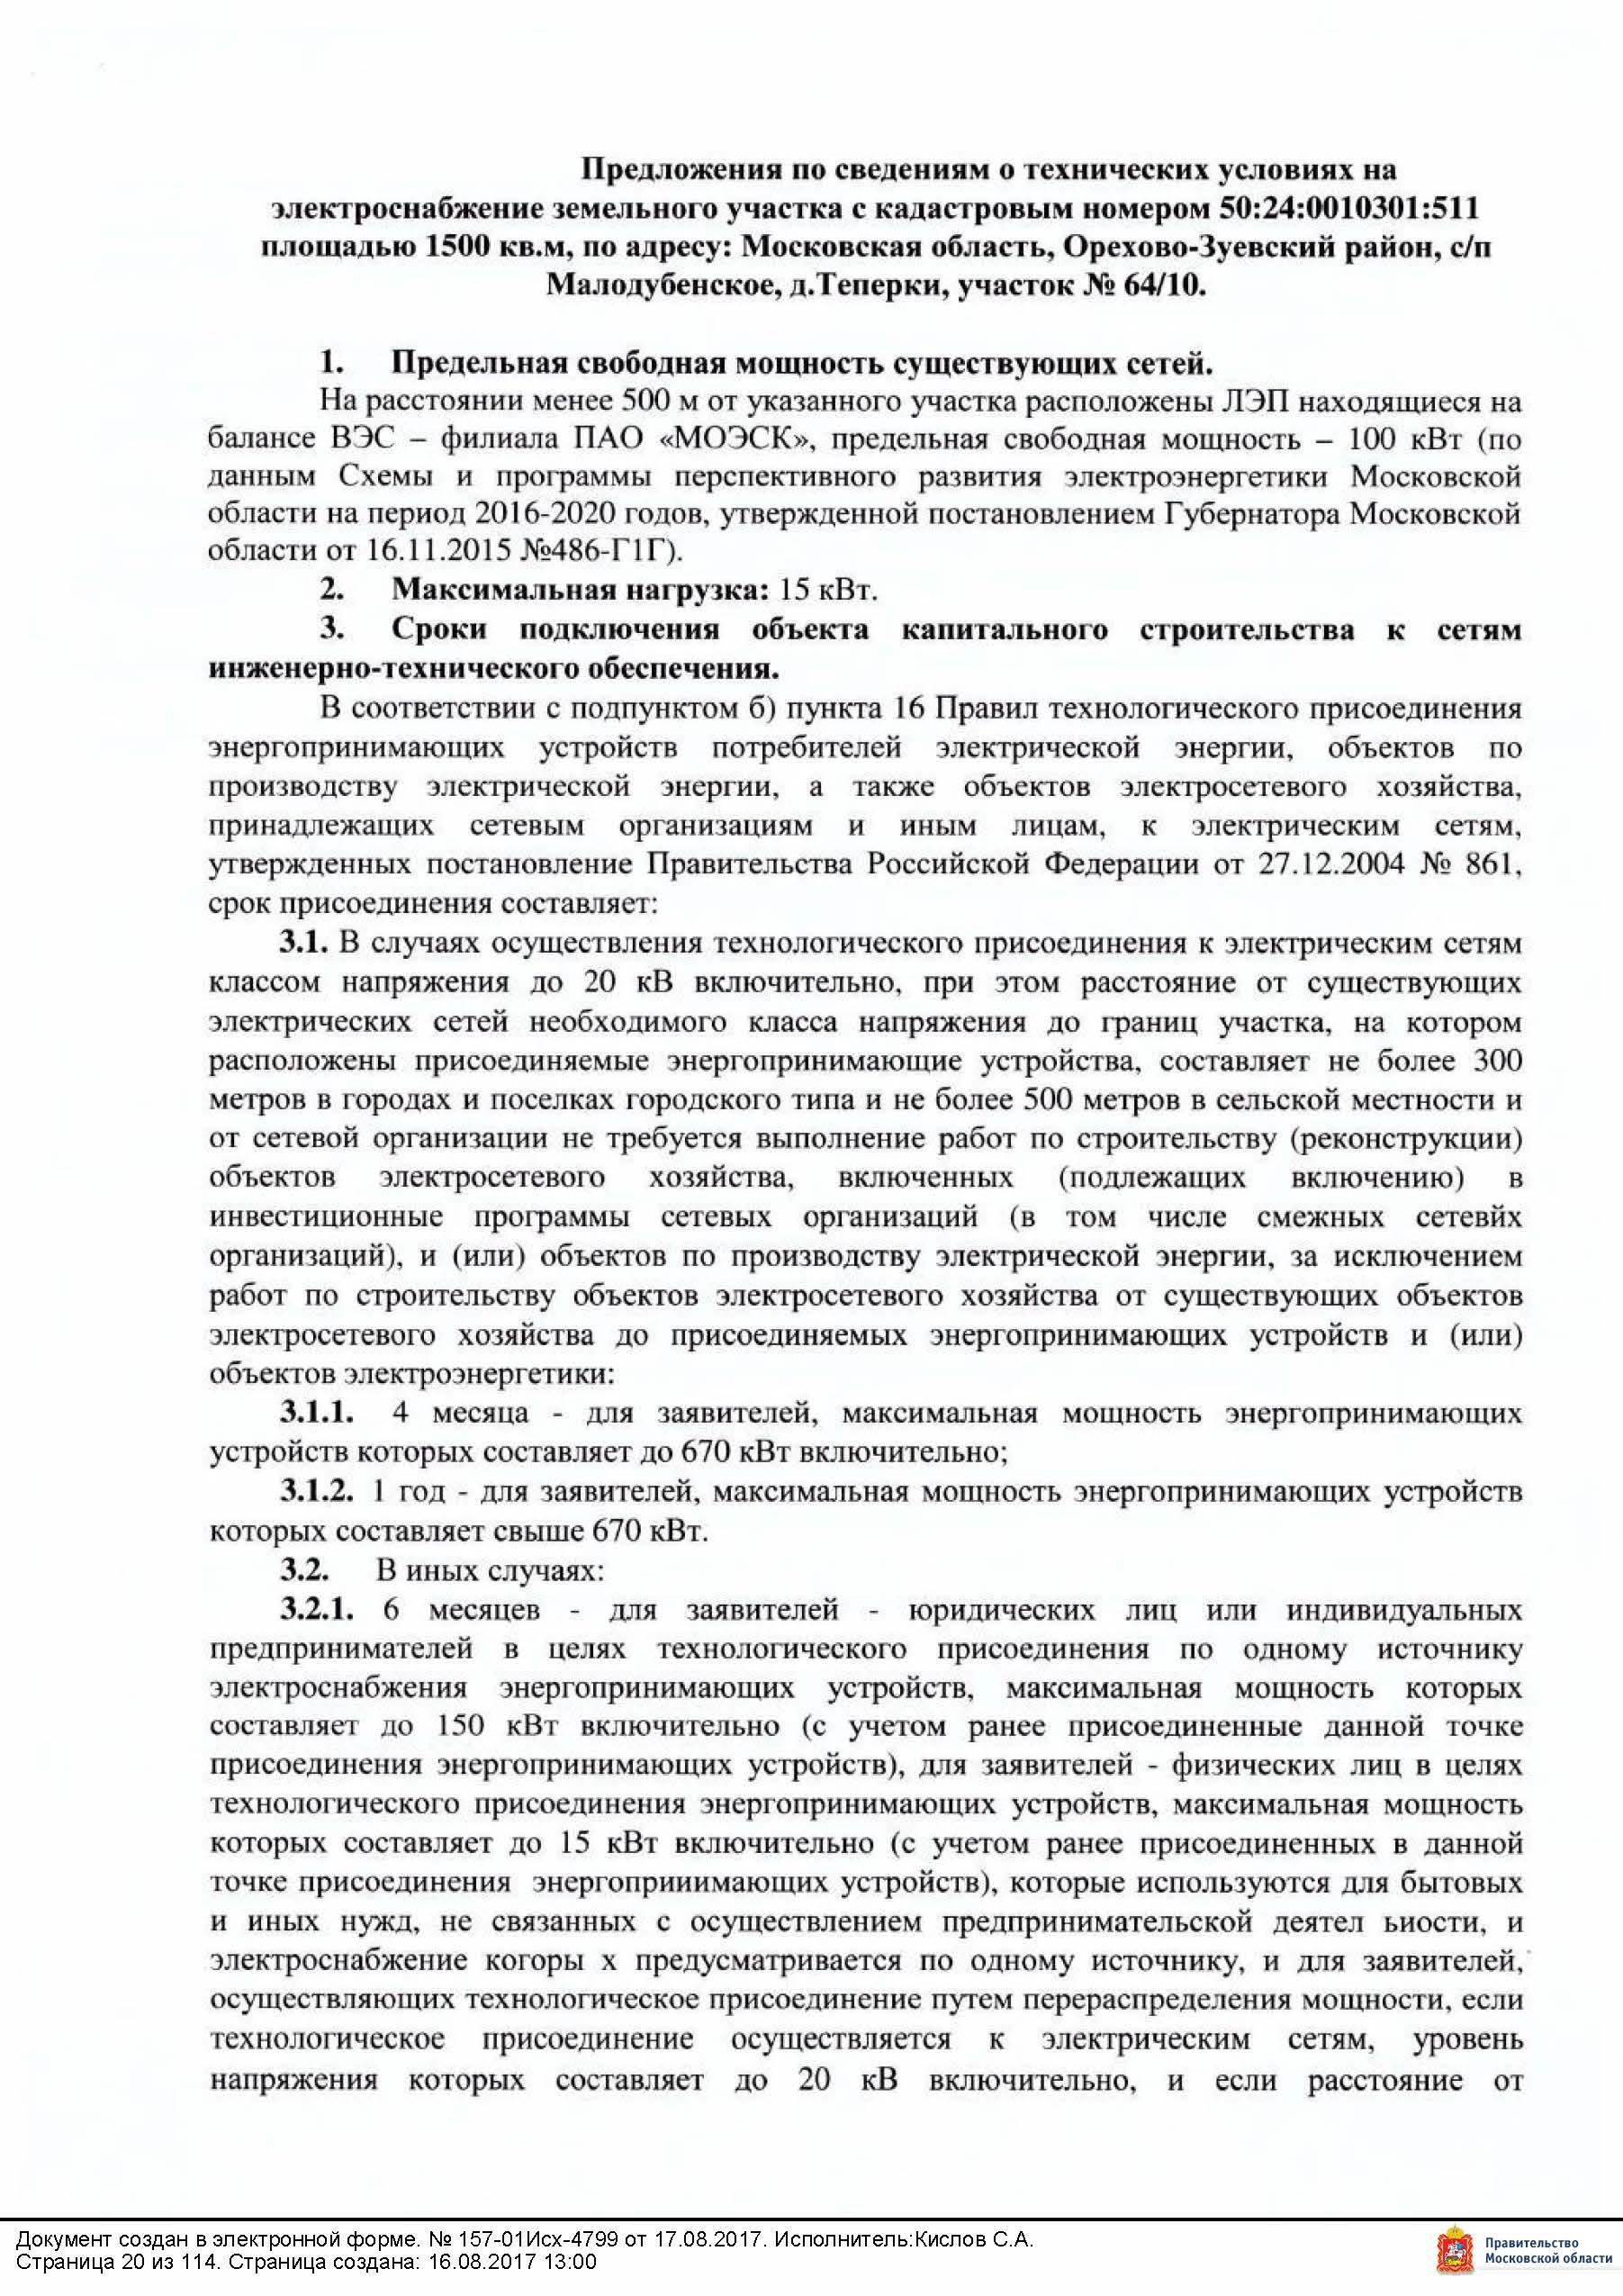 Предложения по сведениям о технических условиях на
электроснабжение земельного участка с кадастровым номером 50:24:0010301:511
площадью 1500 кв.м, по адресу: Московская область, Орехово-Зуевский район, с/п
Малодубенское, д.Теперки, участок № 64/10.
1. Предельная свободная мощность существующих сетей.
На расстоянии менее 500 м от указанного участка расположены ЛЭП находящиеся на
балансе ВЭС – филиала ПАО «МОЭСК», предельная свободная мощность – 100 кВт (по
данным Схемы и программы перспективного развития электроэнергетики Московской
области на период 2016-2020 годов, утвержденной постановлением Губернатора Московской
области от 16.11.2015 №486-Г1Г).
2. Максимальная нагрузка: 15 кВт.
3. Сроки подключения объекта капитального строительства к сетям
инженерно-технического обеспечения.
В соответствии с подпунктом б) пункта 16 Правил технологического присоединения
энергопринимающих устройств потребителей электрической энергии, объектов по
производству электрической энергии, а также объектов электросетевого хозяйства,
принадлежащих сетевым организациям и иным лицам, к электрическим сетям,
утвержденных постановление Правительства Российской Федерации от 27.12.2004 № 861,
срок присоединения составляет:
3.1. В случаях осуществления технологического присоединения к электрическим сетям
классом напряжения до 20 кВ включительно, при этом расстояние от существующих
электрических сетей необходимого класса напряжения до границ участка, на котором
расположены присоединяемые энергопринимающие устройства, составляет не более 300
метров в городах и поселках городского типа и не более 500 метров в сельской местности и
от сетевой организации не требуется выполнение работ по строительству (реконструкции)
объектов электросетевого хозяйства, включенных (подлежащих включению) в
инвестиционные программы сетевых организаций (в том числе смежных сетевйх
организаций), и (или) объектов по производству электрической энергии, за исключением
работ по строительству объектов электросетевого хозяйства от существующих объектов
электросетевого хозяйства до присоединяемых энергопринимающих устройств и (или)
объектов электроэнергетики:
3.1.1. 4 месяца - для заявителей, максимальная мощность энергопринимающих
устройств которых составляет до 670 кВт включительно;
3.1.2. 1 год - для заявителей, максимальная мощность энергопринимающих устройств
которых составляет свыше 670 кВт.
3.2. В иных случаях:
3.2.1. 6 месяцев - для заявителей - юридических лиц или индивидуальных
предпринимателей в целях технологического присоединения по одному источнику
электроснабжения энергопринимающих устройств, максимальная мощность которых
составляет до 150 кВт включительно (с учетом ранее присоединенные данной точке
присоединения энергопринимающих устройств), для заявителей - физических лиц в целях
технологического присоединения энергопринимающих устройств, максимальная мощность
которых составляет до 15 кВт включительно (с учетом ранее присоединенных в данной
точке присоединения энергоприиимающих устройств), которые используются для бытовых
и иных нужд, не связанных с осуществлением предпринимательской деятел ьиости, и
электроснабжение когоры х предусматривается по одному источнику, и для заявителей,
осуществляющих технологическое присоединение путем перераспределения мощности, если
технологическое присоединение осуществляется к электрическим сетям, уровень
напряжения которых составляет до 20 кВ включительно, и если расстояние от
Документ создан в электронной форме. № 157-01Исх-4799 от 17.08.2017. Исполнитель:Кислов С.А.
Страница 20 из 114. Страница создана: 16.08.2017 13:00
Правительство
Московской области